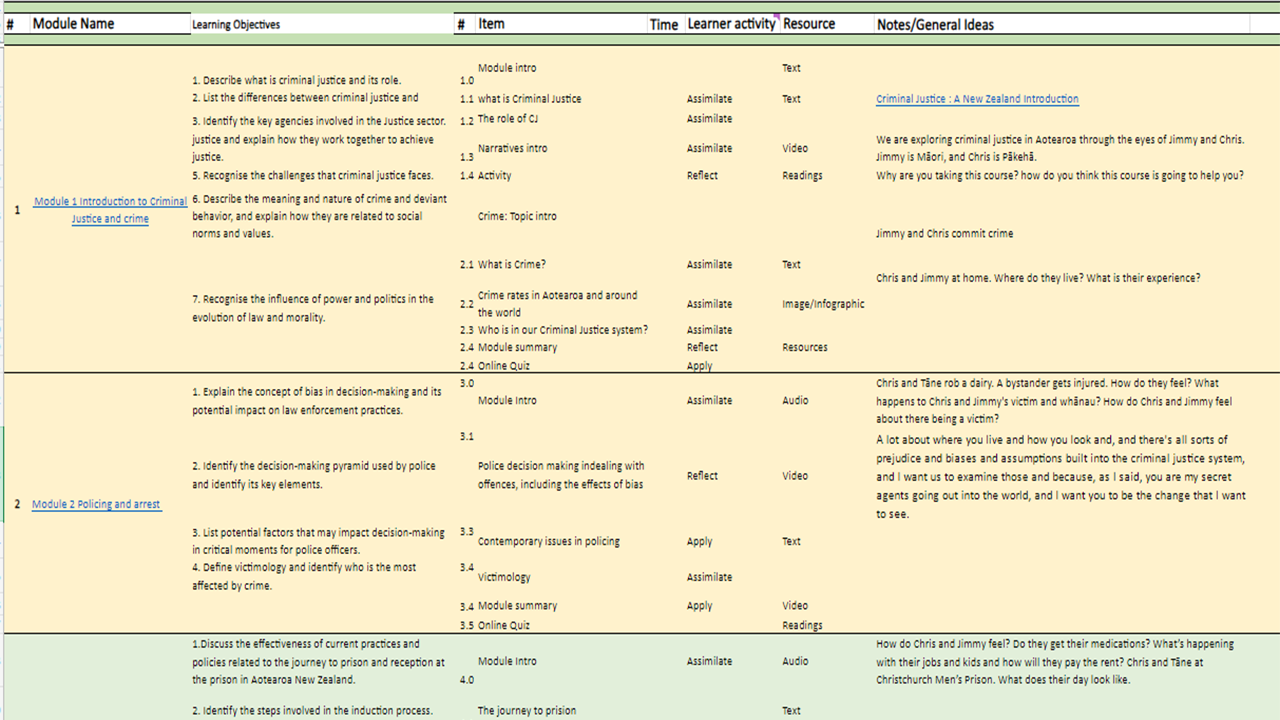 # Module Name Learning Objectives # Item Time Learner activity Resource Notes/General Ideas
Module intro Text
1. Describe what is criminal justice and its role. 1.0
2. List the differences between criminal justice and 1.1 what is Criminal Justice Assimilate Text Criminal Justice : A New Zealand Introduction
3. Identify the key agencies involved in the Justice sector. 1.2 The role of CJ Assimilate
justice and explain how they work together to achieve We are exploring criminal justice in Aotearoa through the eyes of Jimmy and Chris.
justice. 1.3 Narratives intro Assimilate Video Jimmy is Māori, and Chris is Pākehā.
5. Recognise the challenges that criminal justice faces. 1.4 Activity Reflect Readings Why are you taking this course? how do you think this course is going to help you?
1 Module 1 Introduction to Criminal
Justice and crime
6. Describe the meaning and nature of crime and deviant
behavior, and explain how they are related to social Crime: Topic intro
norms and values. Jimmy and Chris commit crime
2.1 What is Crime? Assimilate Text
Chris and Jimmy at home. Where do they live? What is their experience?
7. Recognise the influence of power and politics in the
evolution of law and morality.
2.2 Crime rates in Aotearoa and around
the world Assimilate Image/Infographic
2.3 Who is in our Criminal Justice system? Assimilate
2.4 Module summary Reflect Resources
2.4 Online Quiz Apply
2 Module 2 Policing and arrest
1. Explain the concept of bias in decision-making and its
potential impact on law enforcement practices.
3.0 Module Intro Assimilate Audio
Chris and Tāne rob a dairy. A bystander gets injured. How do they feel? What
happens to Chris and Jimmy's victim and whānau? How do Chris and Jimmy feel
about there being a victim?
2. Identify the decision-making pyramid used by police
and identify its key elements.
3.1 Police decision making indealing with
offences, including the effects of bias Reflect Video
A lot about where you live and how you look and, and there's all sorts of
prejudice and biases and assumptions built into the criminal justice system,
and I want us to examine those and because, as I said, you are my secret
agents going out into the world, and I want you to be the change that I want
to see.
3. List potential factors that may impact decision-making
in critical moments for police officers.
3.3 Contemporary issues in policing Apply Text
4. Define victimology and identify who is the most
affected by crime.
3.4 Victimology Assimilate
3.4 Module summary Apply Video
3.5 Online Quiz Readings
1.Discuss the effectiveness of current practices and
policies related to the journey to prison and reception at
the prison in Aotearoa New Zealand.
4.0 Module Intro Assimilate Audio
How do Chris and Jimmy feel? Do they get their medications? What's happening
with their jobs and kids and how will they pay the rent? Chris and Tāne at
Christchurch Men's Prison. What does their day look like.
2. Identify the steps involved in the induction process. The journey to prision Text